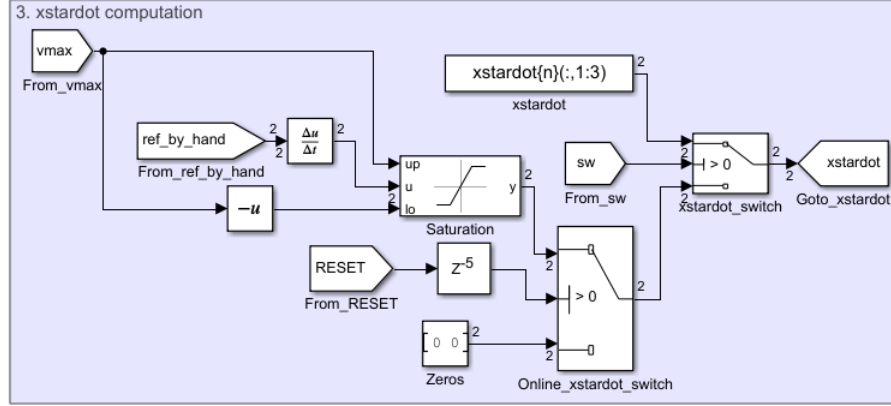 3. xstardot computation
vmax
From_vmax
xstardot{n}(:,1:3)
2
xstardot
ref_by_hand
2
2
Δu
Δt
2
From_ref_by_hand
sw
2
From_sw
> 0
2
2
2
xstardot_switch
xstardot
Goto_xstardot
-u
up
u
lo
2
y
2
Saturation
RESET
From_RESET
Z-5
2
> 0
2
2
Online_xstardot_switch
0 0
2
Zeros